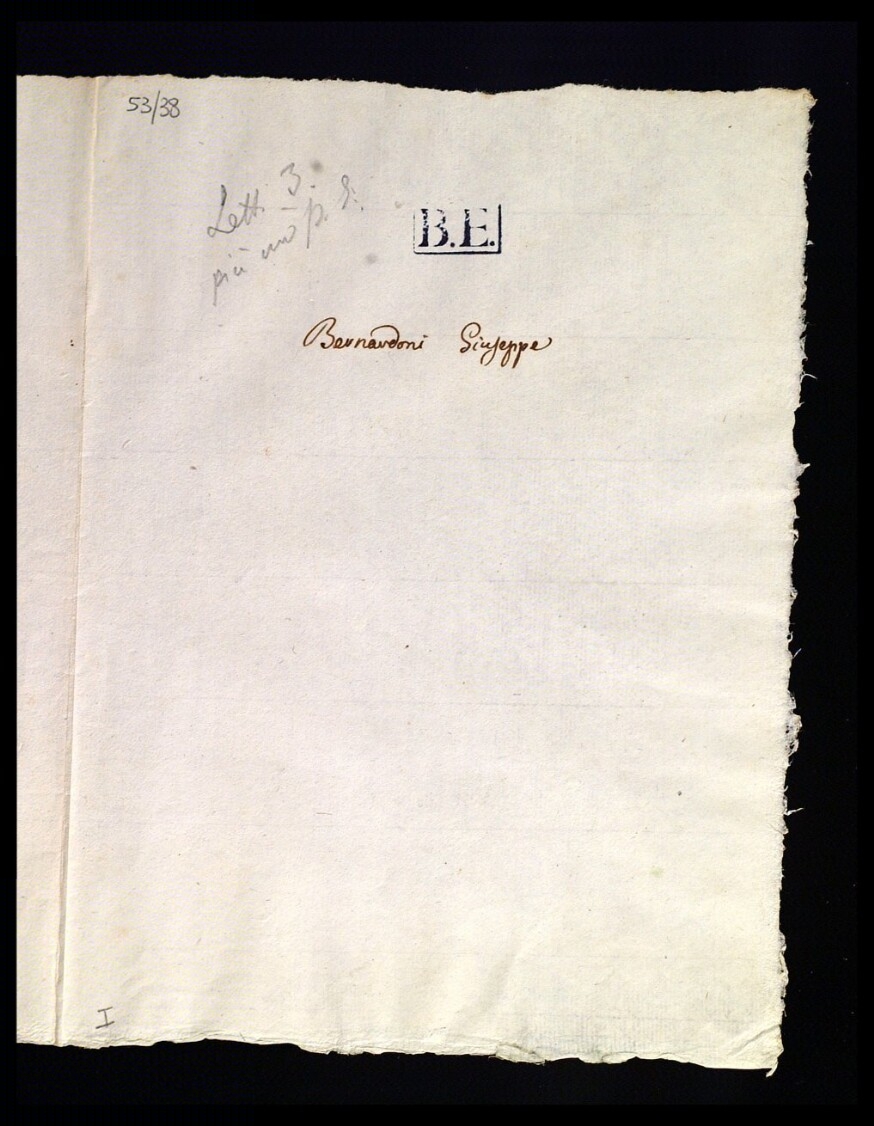 53/38
Lett. 3.
più uno p. S.
B.E.
Bernardoni Giuseppe
I